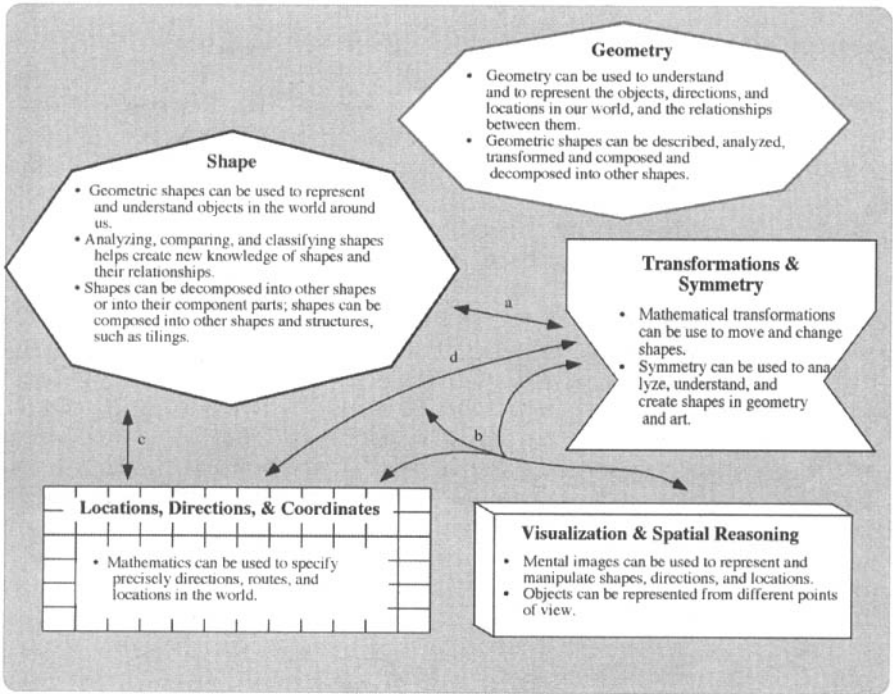 Geometry
• Geometry can be used to understand
and to represent the objects, directions, and
locations in our world, and the relationships
between them.
• Geometric shapes can be described, analyzed,
transformed and composed and
decomposed into other shapes.
Shape
• Geometric shapes can be used to represent
and understand objects in the world around
us.
• Analyzing, comparing, and classifying shapes
helps create new knowledge of shapes and
their relationships.
• Shapes can be decomposed into other shapes
or into their component parts; shapes can be
composed into other shapes and structures,
such as tilings.
Transformations &
Symmetry
• Mathematical transformations
can be use to move and change
shapes.
• Symmetry can be used to ana-
lyze, understand, and
create shapes in geometry
and art.
a
d
b
c
Locations, Directions, & Coordinates
• Mathematics can be used to specify
precisely directions, routes, and
locations in the world.
Visualization & Spatial Reasoning
• Mental images can be used to represent and
manipulate shapes, directions, and locations.
• Objects can be represented from different points
of view.